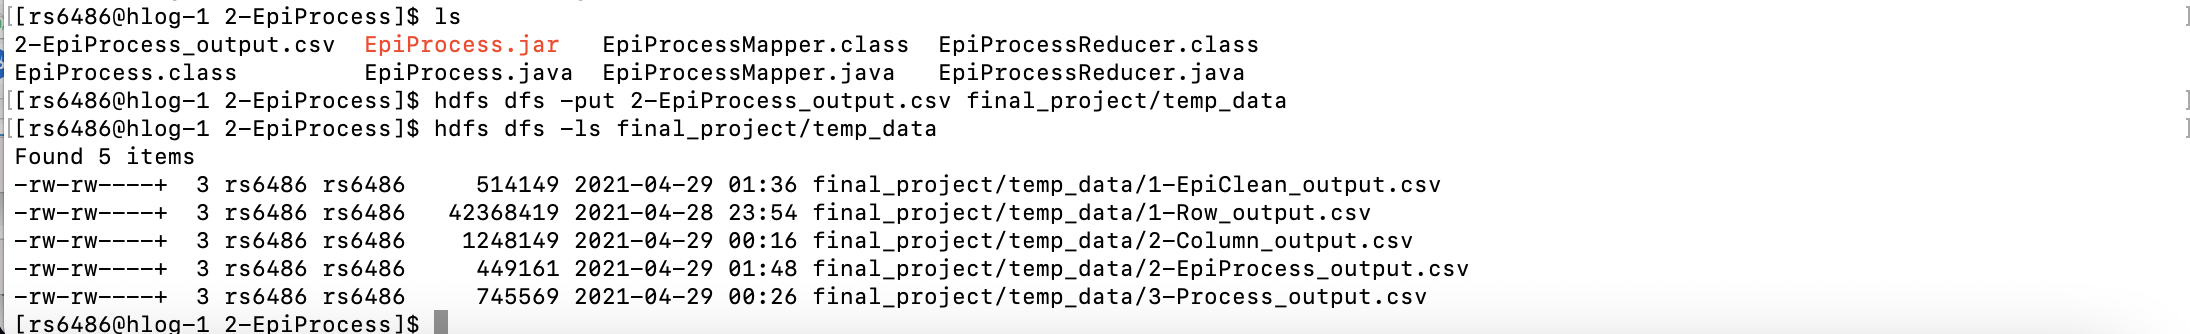 [[rs6486@hlog-1 2-EpiProcess]$ ls ]
2-EpiProcess_output.csv  EpiProcess.jar   EpiProcessMapper.class  EpiProcessReducer.class
EpiProcess.class         EpiProcess.java  EpiProcessMapper.java   EpiProcessReducer.java
[[rs6486@hlog-1 2-EpiProcess]$ hdfs dfs -put 2-EpiProcess_output.csv final_project/temp_data ]
[[rs6486@hlog-1 2-EpiProcess]$ hdfs dfs -ls final_project/temp_data ]
Found 5 items
-rw-rw----+  3 rs6486 rs6486     514149 2021-04-29 01:36 final_project/temp_data/1-EpiClean_output.csv
-rw-rw----+  3 rs6486 rs6486   42368419 2021-04-28 23:54 final_project/temp_data/1-Row_output.csv
-rw-rw----+  3 rs6486 rs6486    1248149 2021-04-29 00:16 final_project/temp_data/2-Column_output.csv
-rw-rw----+  3 rs6486 rs6486     449161 2021-04-29 01:48 final_project/temp_data/2-EpiProcess_output.csv
-rw-rw----+  3 rs6486 rs6486     745569 2021-04-29 00:26 final_project/temp_data/3-Process_output.csv
[rs6486@hlog-1 2-EpiProcess]$